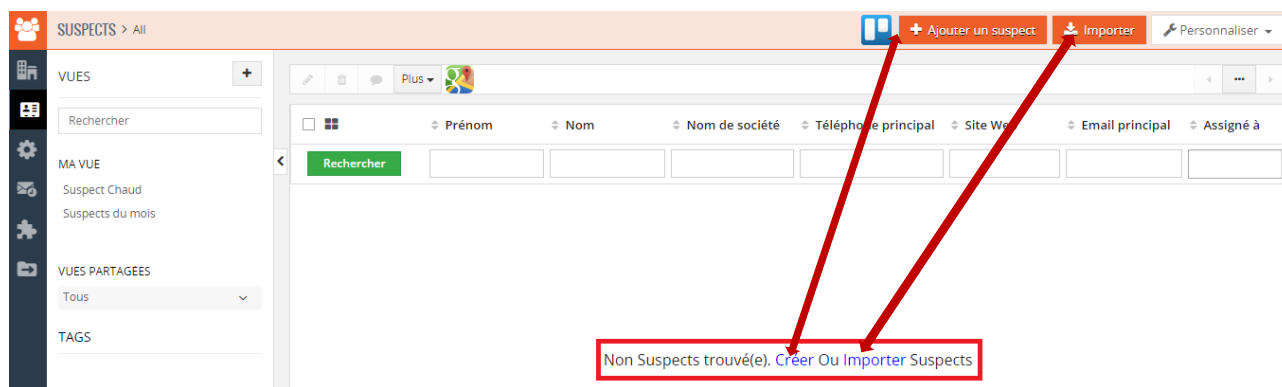 SUSPECTS > All
+ Ajouter un suspect
Importer
Personnaliser
VUES
+
Plus
Rechercher
Prénom
Nom
Nom de société
Téléphone principal
Site Web
Email principal
Assigné à
Rechercher
MA VUE
Suspect Chaud
Suspects du mois
VUES PARTAGÉES
Tous
TAGS
Non Suspects trouvé(e). Créer Ou Importer Suspects